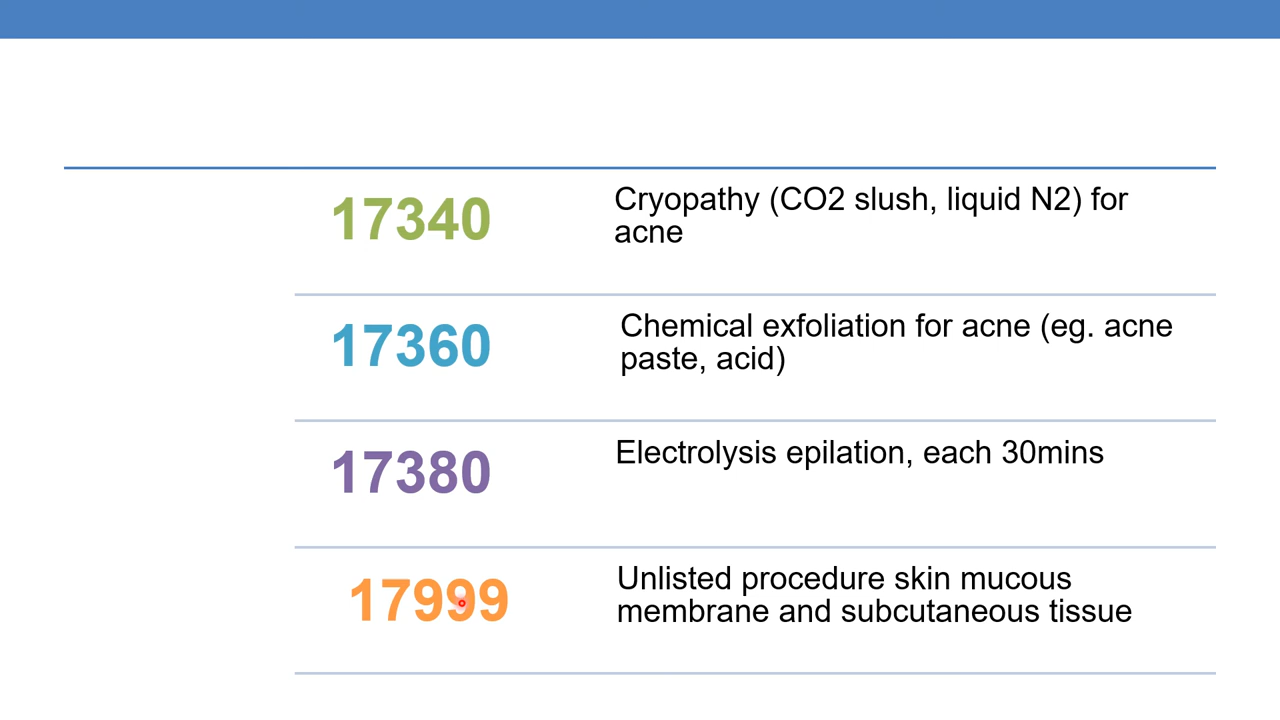 17340
Cryopathy (CO2 slush, liquid N2) for
acne
17360
Chemical exfoliation for acne (eg. acne
paste, acid)
17380
Electrolysis epilation, each 30mins
17999
Unlisted procedure skin mucous
membrane and subcutaneous tissue